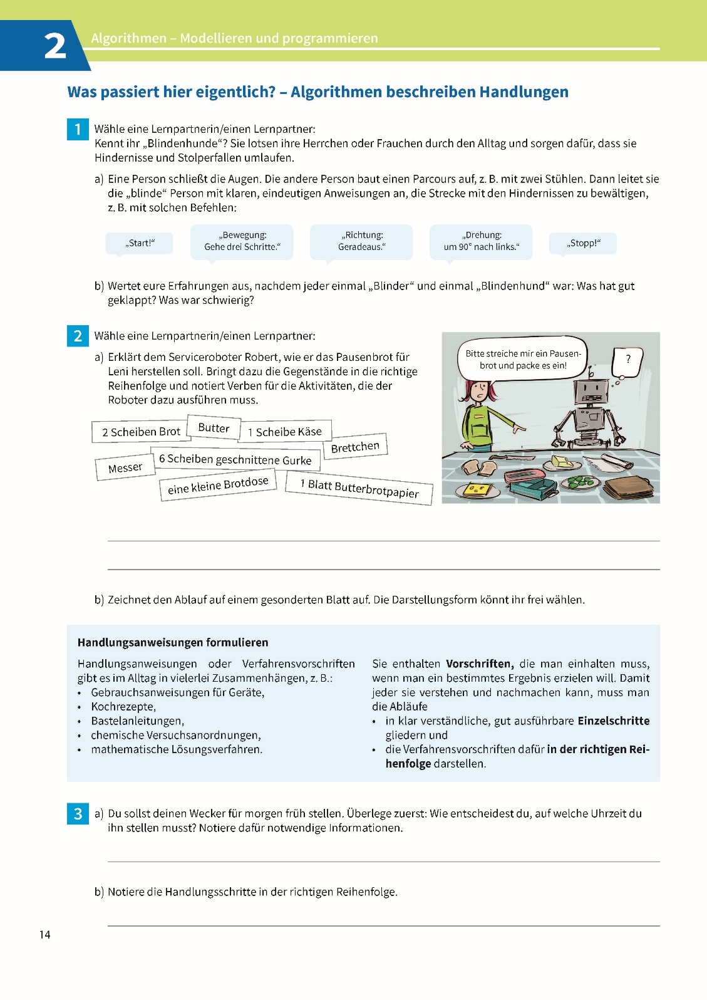 2
Algorithmen – Modellieren und programmieren
Was passiert hier eigentlich? – Algorithmen beschreiben Handlungen
1
Wähle eine Lernpartnerin/einen Lernpartner:
Kennt ihr „Blindenhunde“? Sie lotsen ihre Herrchen oder Frauchen durch den Alltag und sorgen dafür, dass sie
Hindernisse und Stolperfallen umlaufen.
a) Eine Person schließt die Augen. Die andere Person baut einen Parcours auf, z. B. mit zwei Stühlen. Dann leitet sie
die „blinde“ Person mit klaren, eindeutigen Anweisungen an, die Strecke mit den Hindernissen zu bewältigen,
z. B. mit solchen Befehlen:
„Start!“
„Bewegung:
Gehe drei Schritte.“
„Richtung:
Geradeaus.“
„Drehung:
um 90° nach links.“
„Stopp!“
b) Wertet eure Erfahrungen aus, nachdem jeder einmal „Blinder“ und einmal „Blindenhund“ war: Was hat gut
geklappt? Was war schwierig?
2
Wähle eine Lernpartnerin/einen Lernpartner:
a) Erklärt dem Serviceroboter Robert, wie er das Pausenbrot für
Leni herstellen soll. Bringt dazu die Gegenstände in die richtige
Reihenfolge und notiert Verben für die Aktivitäten, die der
Roboter dazu ausführen muss.
Bitte streiche mir ein Pausen-
brot und packe es ein!
?
2 Scheiben Brot
Butter
1 Scheibe Käse
Brettchen
Messer
6 Scheiben geschnittene Gurke
eine kleine Brotdose
1 Blatt Butterbrotpapier
b) Zeichnet den Ablauf auf einem gesonderten Blatt auf. Die Darstellungsform könnt ihr frei wählen.
Handlungsanweisungen formulieren
Handlungsanweisungen oder Verfahrensvorschriften
gibt es im Alltag in vielerlei Zusammenhängen, z. B.:
• Gebrauchsanweisungen für Geräte,
• Kochrezepte,
• Bastelanleitungen,
• chemische Versuchsanordnungen,
• mathematische Lösungsverfahren.
Sie enthalten Vorschriften, die man einhalten muss,
wenn man ein bestimmtes Ergebnis erzielen will. Damit
jeder sie verstehen und nachmachen kann, muss man
die Abläufe
• in klar verständliche, gut ausführbare Einzelschritte
gliedern und
• die Verfahrensvorschriften dafür in der richtigen Rei-
henfolge darstellen.
3
a) Du sollst deinen Wecker für morgen früh stellen. Überlege zuerst: Wie entscheidest du, auf welche Uhrzeit du
ihn stellen musst? Notiere dafür notwendige Informationen.
b) Notiere die Handlungsschritte in der richtigen Reihenfolge.
14